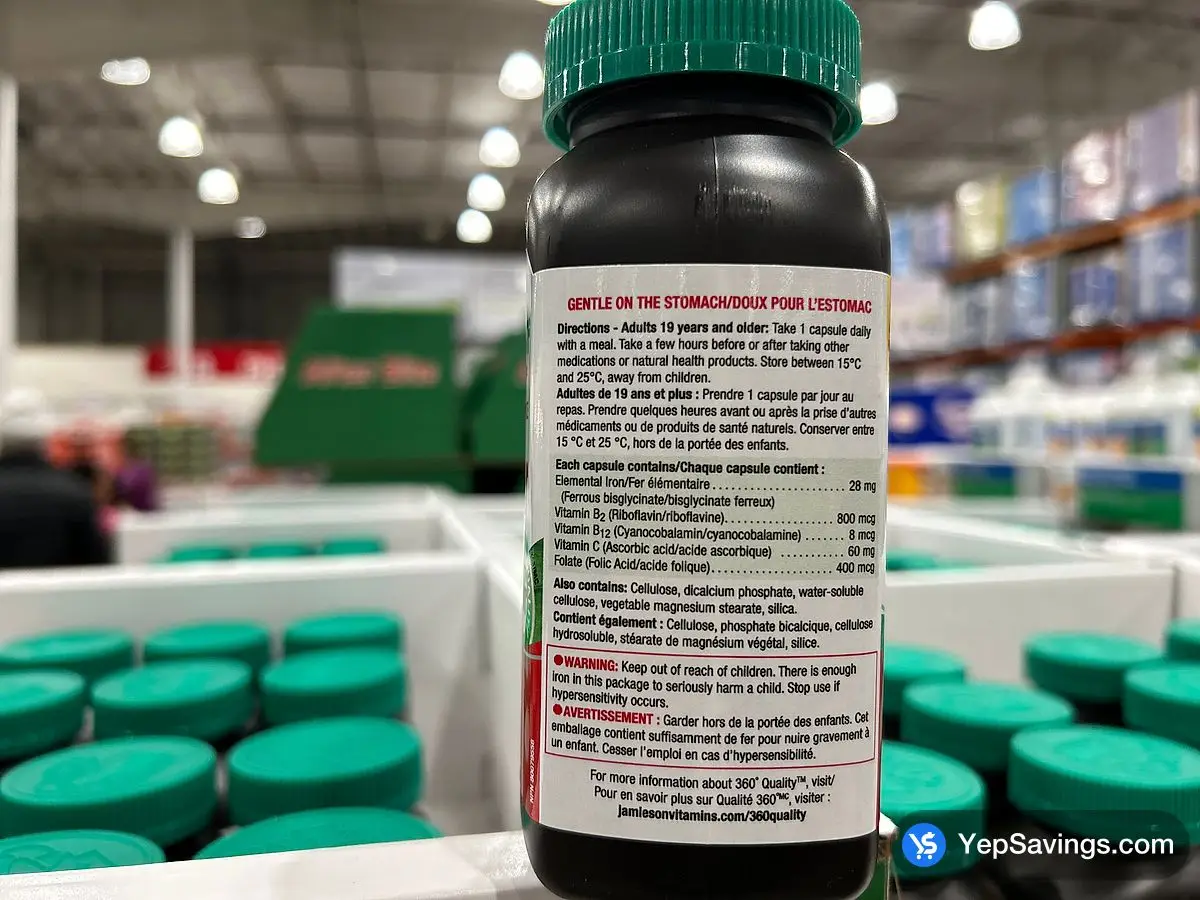 GENTLE ON THE STOMACH/DOUX POUR L'ESTOMAC
Directions - Adults 19 years and older: Take 1 capsule daily
with a meal. Take a few hours before or after taking other
medications or natural health products. Store between 15°C
and 25°C, away from children.
Adultes de 19 ans et plus : Prendre 1 capsule par jour au
repas. Prendre quelques heures avant ou après la prise d'autres
médicaments ou de produits de santé naturels. Conserver entre
15 °C et 25 °C, hors de la portée des enfants.
Each capsule contains/Chaque capsule contient :
Elemental Iron/Fer élémentaire ........................ 28 mg
(Ferrous bisglycinate/bisglycinate ferreux)
Vitamin B2 (Riboflavin/riboflavine)..................... 800 mcg
Vitamin B12 (Cyanocobalamin/cyanocobalamine) ....... 8 mcg
Vitamin C (Ascorbic acid/acide ascorbique) ........... 60 mg
Folate (Folic Acid/acide folique)........................ 400 mcg
Also contains: Cellulose, dicalcium phosphate, water-soluble
cellulose, vegetable magnesium stearate, silica.
Contient également : Cellulose, phosphate bicalcique, cellulose
hydrosoluble, stéarate de magnésium végétal, silice.
●WARNING: Keep out of reach of children. There is enough
iron in this package to seriously harm a child. Stop use if
hypersensitivity occurs.
●AVERTISSEMENT : Garder hors de la portée des enfants. Cet
emballage contient suffisamment de fer pour nuire gravement à
un enfant. Cesser l'emploi en cas d'hypersensibilité.
For more information about 360° Quality™, visit/
Pour en savoir plus sur Qualité 360°ᴹᶜ, visiter :
jamiesonvitamins.com/360quality
YepSavings.com